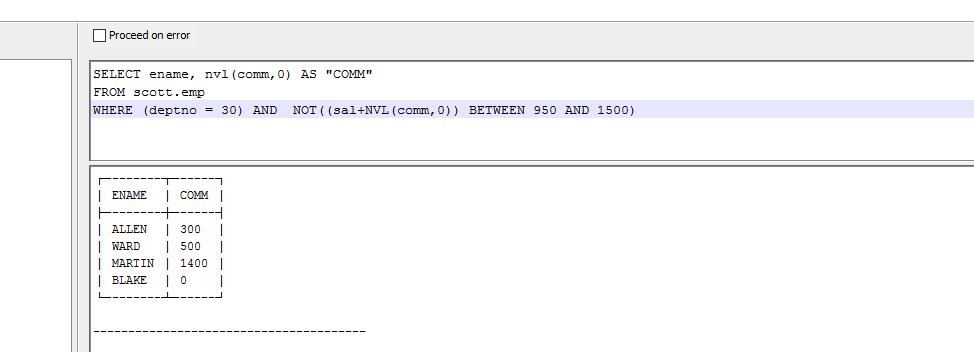 Proceed on error
SELECT ename, nvl(comm,0) AS "COMM"
FROM scott.emp
WHERE (deptno = 30) AND  NOT((sal+NVL(comm,0)) BETWEEN 950 AND 1500)
┌--------┬------┐
| ENAME  | COMM |
├--------┼------┤
| ALLEN  | 300  |
| WARD   | 500  |
| MARTIN | 1400 |
| BLAKE  | 0    |
└--------┴------┘
---------------------------------------